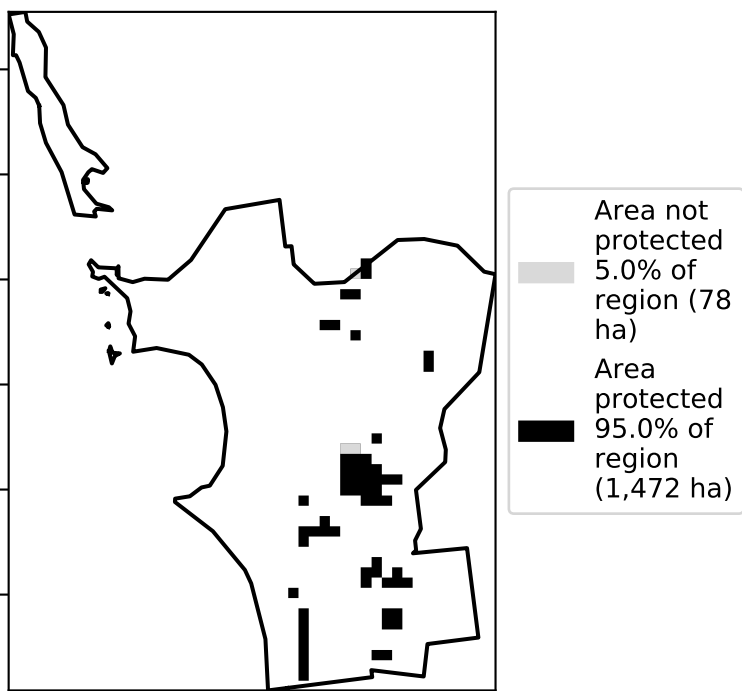 Area not
protected
5.0% of
region (78
ha)
Area
protected
95.0% of
region
(1,472 ha)